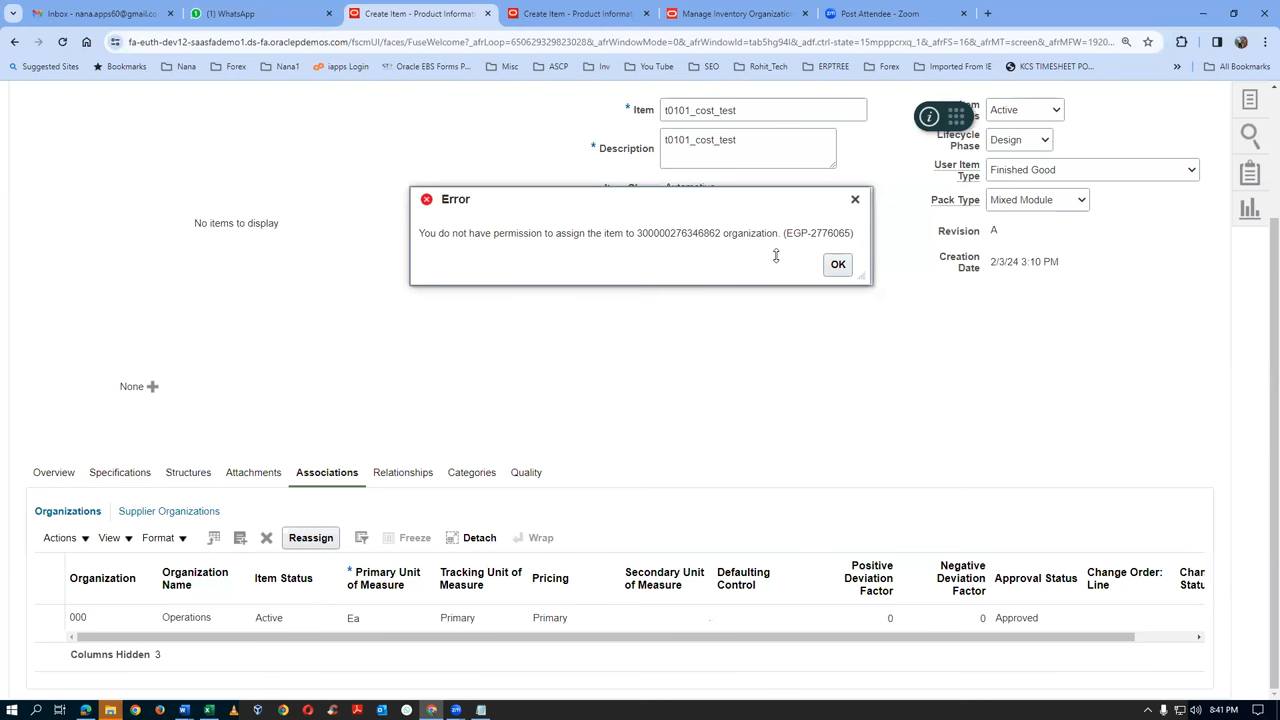 Inbox - nana.apps60@gmail.co
(1) WhatsApp
Create Item - Product Informati
Create Item - Product Informat
Manage Inventory Organization
Post Attendee - Zoom
fa-euth-dev12-saasfademo1.ds-fa.oraclepdemos.com/fscmUI/faces/FuseWelcome?_afrLoop=650629329823028&_afrWindowMode=0&_afrWindowId=tab5hg94l&_adf.ctrl-state=15mpppcrxq_1&_afrFS=16&_afrMT=screen&_afrMFW=1920...
Suggested Sites
Bookmarks
Nana
Forex
Nana1
iapps Login
Oracle EBS Forms P...
Misc
ASCP
Inv
You Tube
SEO
Rohit_Tech
ERPTREE
Forex
Imported From IE
KCS TIMESHEET PO...
All Bookmarks
* Item t0101_cost_test
Active
* Description t0101_cost_test
Lifecycle Phase Design
User Item Type Finished Good
Pack Type Mixed Module
Revision A
Creation Date 2/3/24 3:10 PM
No items to display
Error
You do not have permission to assign the item to 300000276346862 organization. (EGP-2776065)
OK
None
Overview Specifications Structures Attachments Associations Relationships Categories Quality
Organizations Supplier Organizations
Actions View Format Reassign Freeze Detach Wrap
Organization
Organization Name
Item Status
* Primary Unit of Measure
Tracking Unit of Measure
Pricing
Secondary Unit of Measure
Defaulting Control
Positive Deviation Factor
Negative Deviation Factor
Approval Status
Change Order: Line
000 Operations Active Ea Primary Primary 0 0 Approved
Columns Hidden 3
8:41 PM